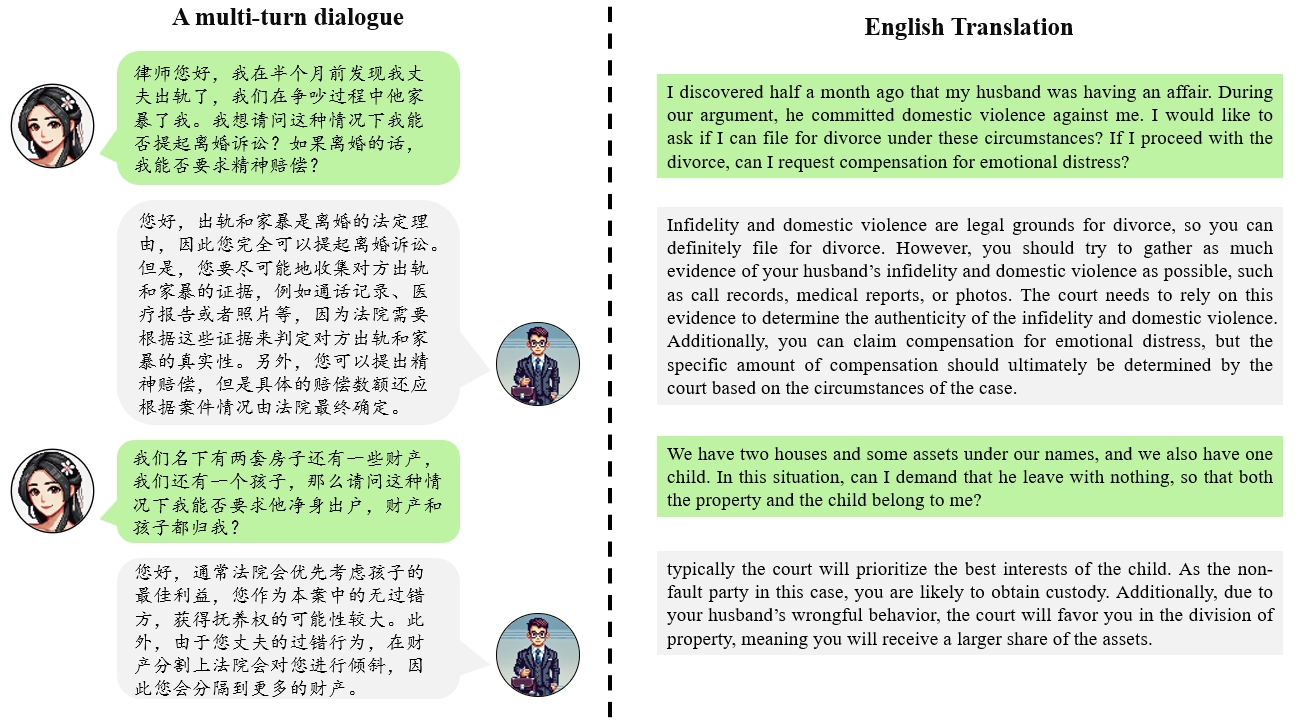 A multi-turn dialogue
律师您好，我在半个月前发现我丈
夫出轨了，我们在争吵过程中他家
暴了我。我想请问这种情况下我能
否提起离婚诉讼？如果离婚的话，
我能否要求精神赔偿？
您好，出轨和家暴是离婚的法定理
由，因此您完全可以提起离婚诉讼。
但是，您要尽可能地收集对方出轨
和家暴的证据，例如通话记录、医
疗报告或者照片等，因为法院需要
根据这些证据来判定对方出轨和家
暴的真实性。另外，您可以提出精
神赔偿，但是具体的赔偿数额还应
根据案件情况由法院最终确定。
我们名下有两套房子还有一些财产，
我们还有一个孩子，那么请问这种情
况下我能否要求他净身出户，财产和
孩子都归我？
您好，通常法院会优先考虑孩子的
最佳利益，您作为本案中的无过错
方，获得抚养权的可能性较大。此
外，由于您丈夫的过错行为，在财
产分割上法院会对您进行倾斜，因
此您会分隔到更多的财产。
English Translation
I discovered half a month ago that my husband was having an affair. During
our argument, he committed domestic violence against me. I would like to
ask if I can file for divorce under these circumstances? If I proceed with the
divorce, can I request compensation for emotional distress?
Infidelity and domestic violence are legal grounds for divorce, so you can
definitely file for divorce. However, you should try to gather as much
evidence of your husband’s infidelity and domestic violence as possible, such
as call records, medical reports, or photos. The court needs to rely on this
evidence to determine the authenticity of the infidelity and domestic violence.
Additionally, you can claim compensation for emotional distress, but the
specific amount of compensation should ultimately be determined by the
court based on the circumstances of the case.
We have two houses and some assets under our names, and we also have one
child. In this situation, can I demand that he leave with nothing, so that both
the property and the child belong to me?
typically the court will prioritize the best interests of the child. As the non-
fault party in this case, you are likely to obtain custody. Additionally, due to
your husband’s wrongful behavior, the court will favor you in the division of
property, meaning you will receive a larger share of the assets.